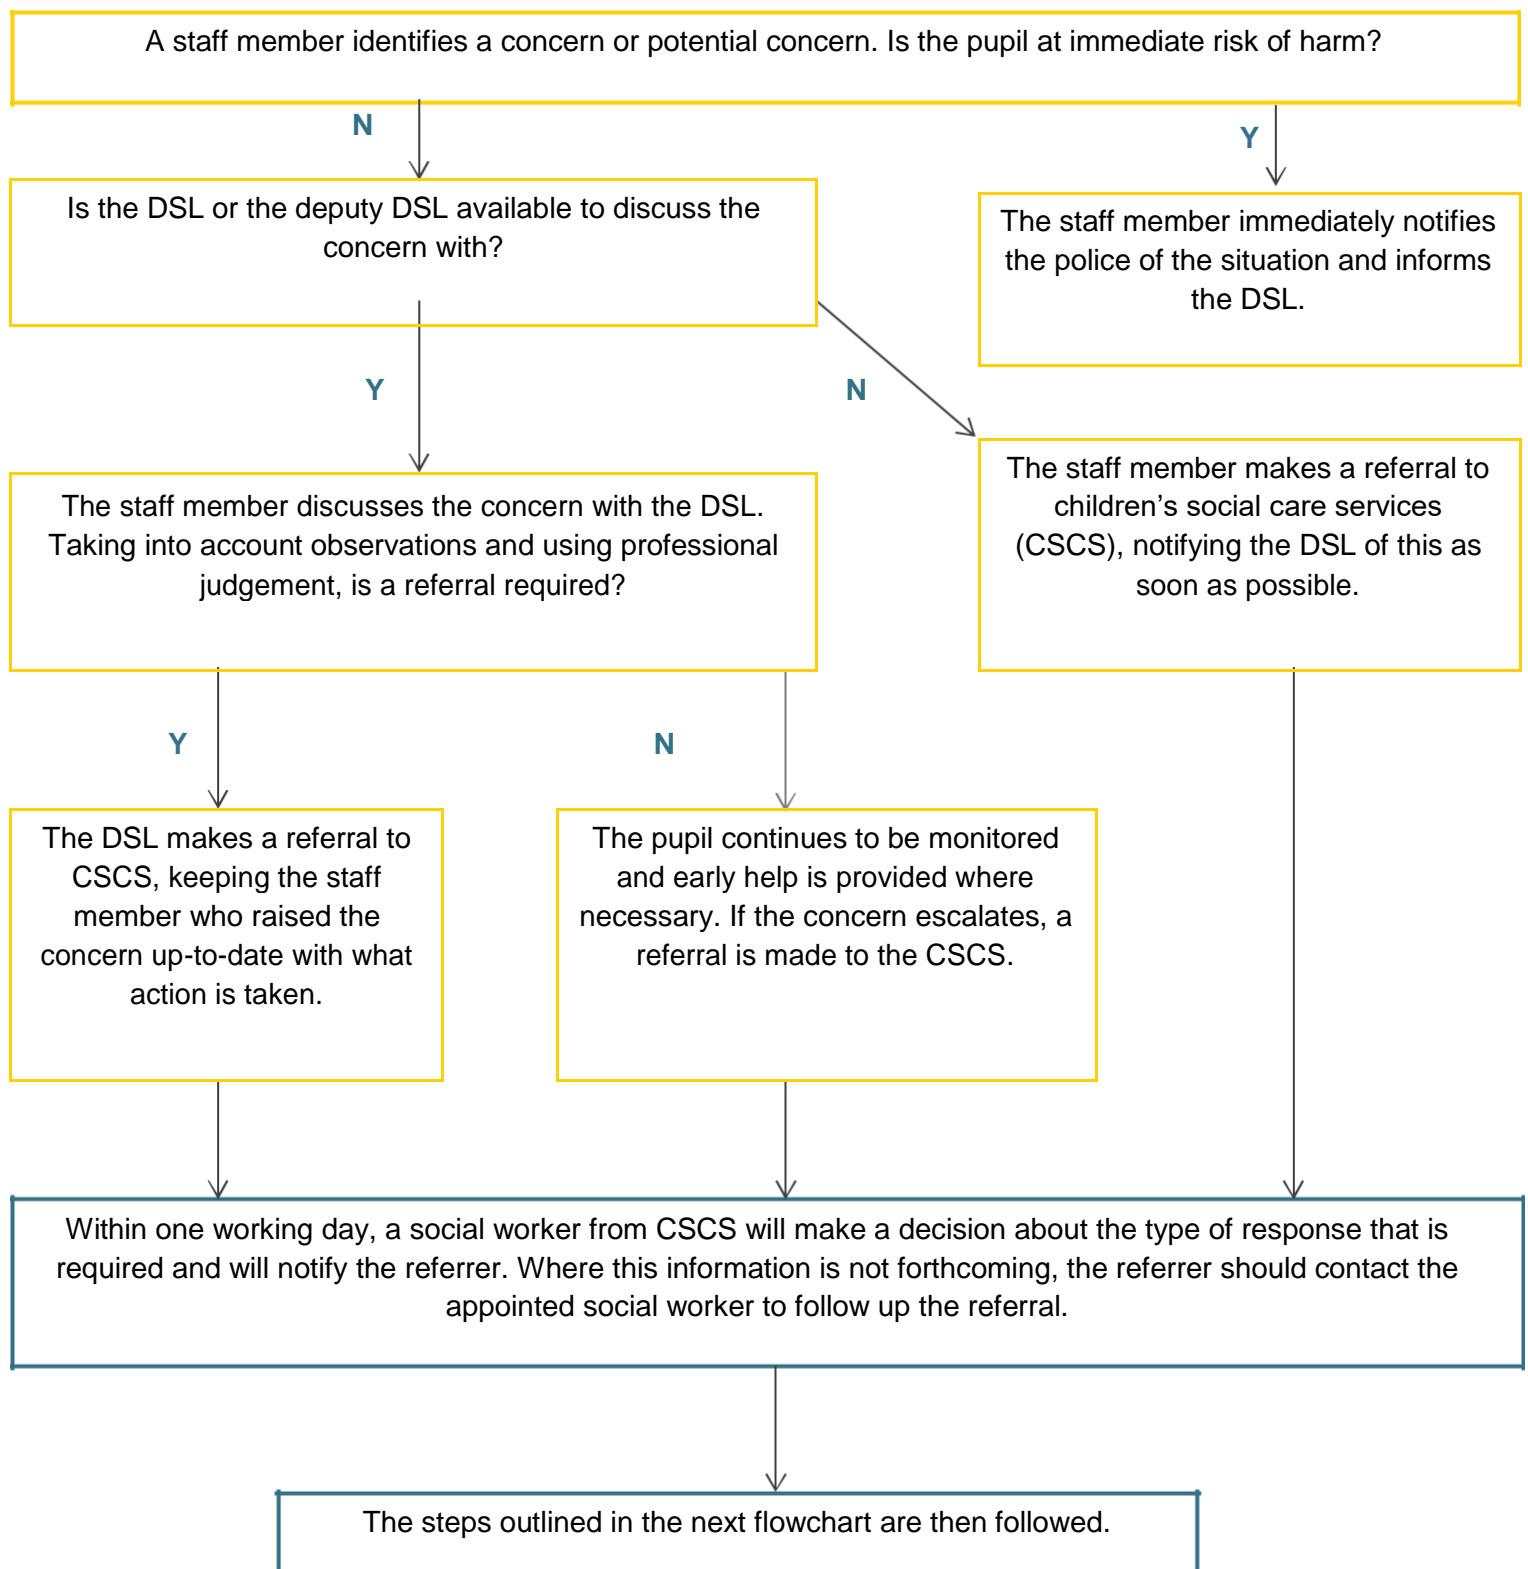 A staff member identifies a concern or potential concern. Is the pupil at immediate risk of harm?
N
Y
Is the DSL or the deputy DSL available to discuss the
concern with?
The staff member immediately notifies
the police of the situation and informs
the DSL.
Y
N
The staff member discusses the concern with the DSL.
Taking into account observations and using professional
judgement, is a referral required?
The staff member makes a referral to
children’s social care services
(CSCS), notifying the DSL of this as
soon as possible.
Y
N
The DSL makes a referral to
CSCS, keeping the staff
member who raised the
concern up-to-date with what
action is taken.
The pupil continues to be monitored
and early help is provided where
necessary. If the concern escalates, a
referral is made to the CSCS.
Within one working day, a social worker from CSCS will make a decision about the type of response that is
required and will notify the referrer. Where this information is not forthcoming, the referrer should contact the
appointed social worker to follow up the referral.
The steps outlined in the next flowchart are then followed.